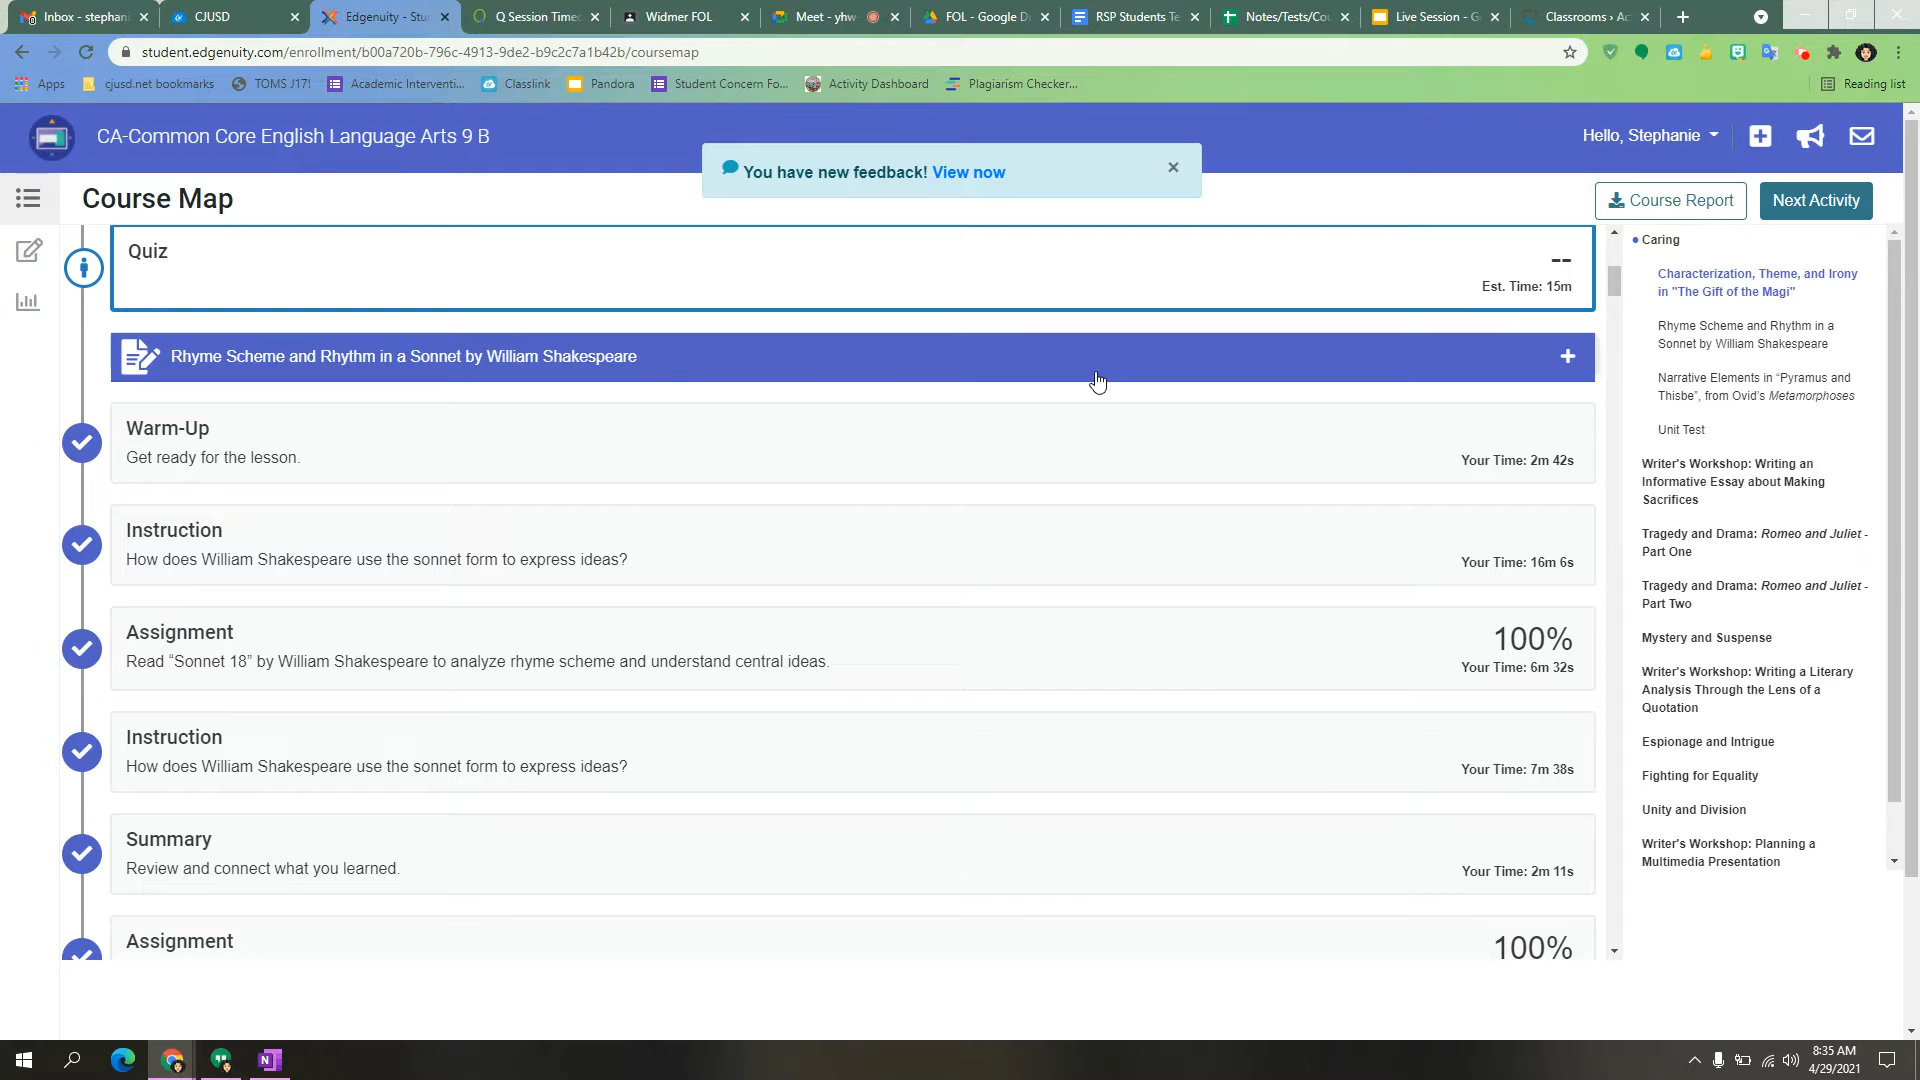 Inbox - stephani
CJUSD
Edgenuity - Stud
Q Session Timed
Widmer FOL
Meet - yhw-
FOL - Google Dr
RSP Students Te
Notes/Tests/Cou
Live Session - G
Classrooms › Ac
student.edgenuity.com/enrollment/b00a720b-796c-4913-9de2-b9c2c7a1b42b/coursemap
Apps
cjusd.net bookmarks
TOMS J17!
Academic Interventi...
Classlink
Pandora
Student Concern Fo...
Activity Dashboard
Plagiarism Checker...
Reading list
CA-Common Core English Language Arts 9 B
Hello, Stephanie
You have new feedback! View now
Course Map
Course Report
Next Activity
Quiz
--
Est. Time: 15m
Rhyme Scheme and Rhythm in a Sonnet by William Shakespeare
Warm-Up
Get ready for the lesson.
Your Time: 2m 42s
Instruction
How does William Shakespeare use the sonnet form to express ideas?
Your Time: 16m 6s
Assignment
100%
Read “Sonnet 18” by William Shakespeare to analyze rhyme scheme and understand central ideas.
Your Time: 6m 32s
Instruction
How does William Shakespeare use the sonnet form to express ideas?
Your Time: 7m 38s
Summary
Review and connect what you learned.
Your Time: 2m 11s
Assignment
100%
Caring
Characterization, Theme, and Irony
in "The Gift of the Magi"
Rhyme Scheme and Rhythm in a
Sonnet by William Shakespeare
Narrative Elements in “Pyramus and
Thisbe”, from Ovid’s Metamorphoses
Unit Test
Writer's Workshop: Writing an
Informative Essay about Making
Sacrifices
Tragedy and Drama: Romeo and Juliet -
Part One
Tragedy and Drama: Romeo and Juliet -
Part Two
Mystery and Suspense
Writer's Workshop: Writing a Literary
Analysis Through the Lens of a
Quotation
Espionage and Intrigue
Fighting for Equality
Unity and Division
Writer's Workshop: Planning a
Multimedia Presentation
8:35 AM
4/29/2021